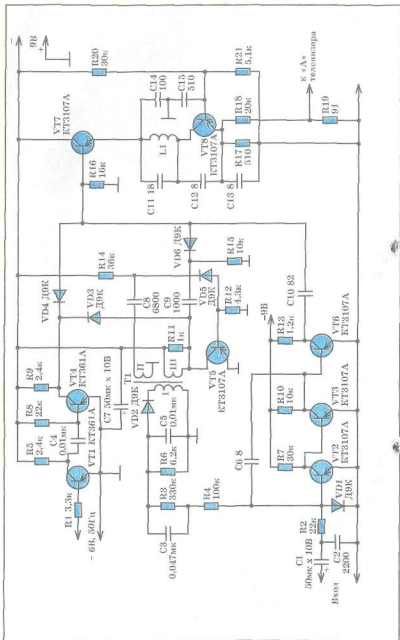 9В
R20
30к
VT7
КТ3107А
R16
16к
C14
100
C15
510
L1
C11 18
C12 8
C13 8
VT8
КТ3107А
R21
5,1к
R18
20к
R17
510
к «А»
телевизора
R19
91
VD4 Д9К
VD3
Д9К
R14
36к
C8
6800
C9
1000
VD6 Д9К
R15
10к
VD5
Д9К
R12
4,3к
C10 82
R9
2,4к
R8
22к
VT4
КТ361А
R5
2,4к
C4
0,01мк
VT1 КТ361А
R1 3,3к
- 6В, 50Гц
C7 50мк x 10В
T1
R11
1к
I
II
III
VD2 Д9К
C5
0,01мк
VT5
КТ3107А
R6
6,2к
R3
330к
R4
100к
C3
0,047мк
C6 8
-9В
R13
1,2к
R10
10к
R7
30к
VT6
КТ3107А
VT3
КТ3107А
VT2
КТ3107А
VD1
Д9К
R2
22к
C1
50мк x 10В
C2
2200
Вход